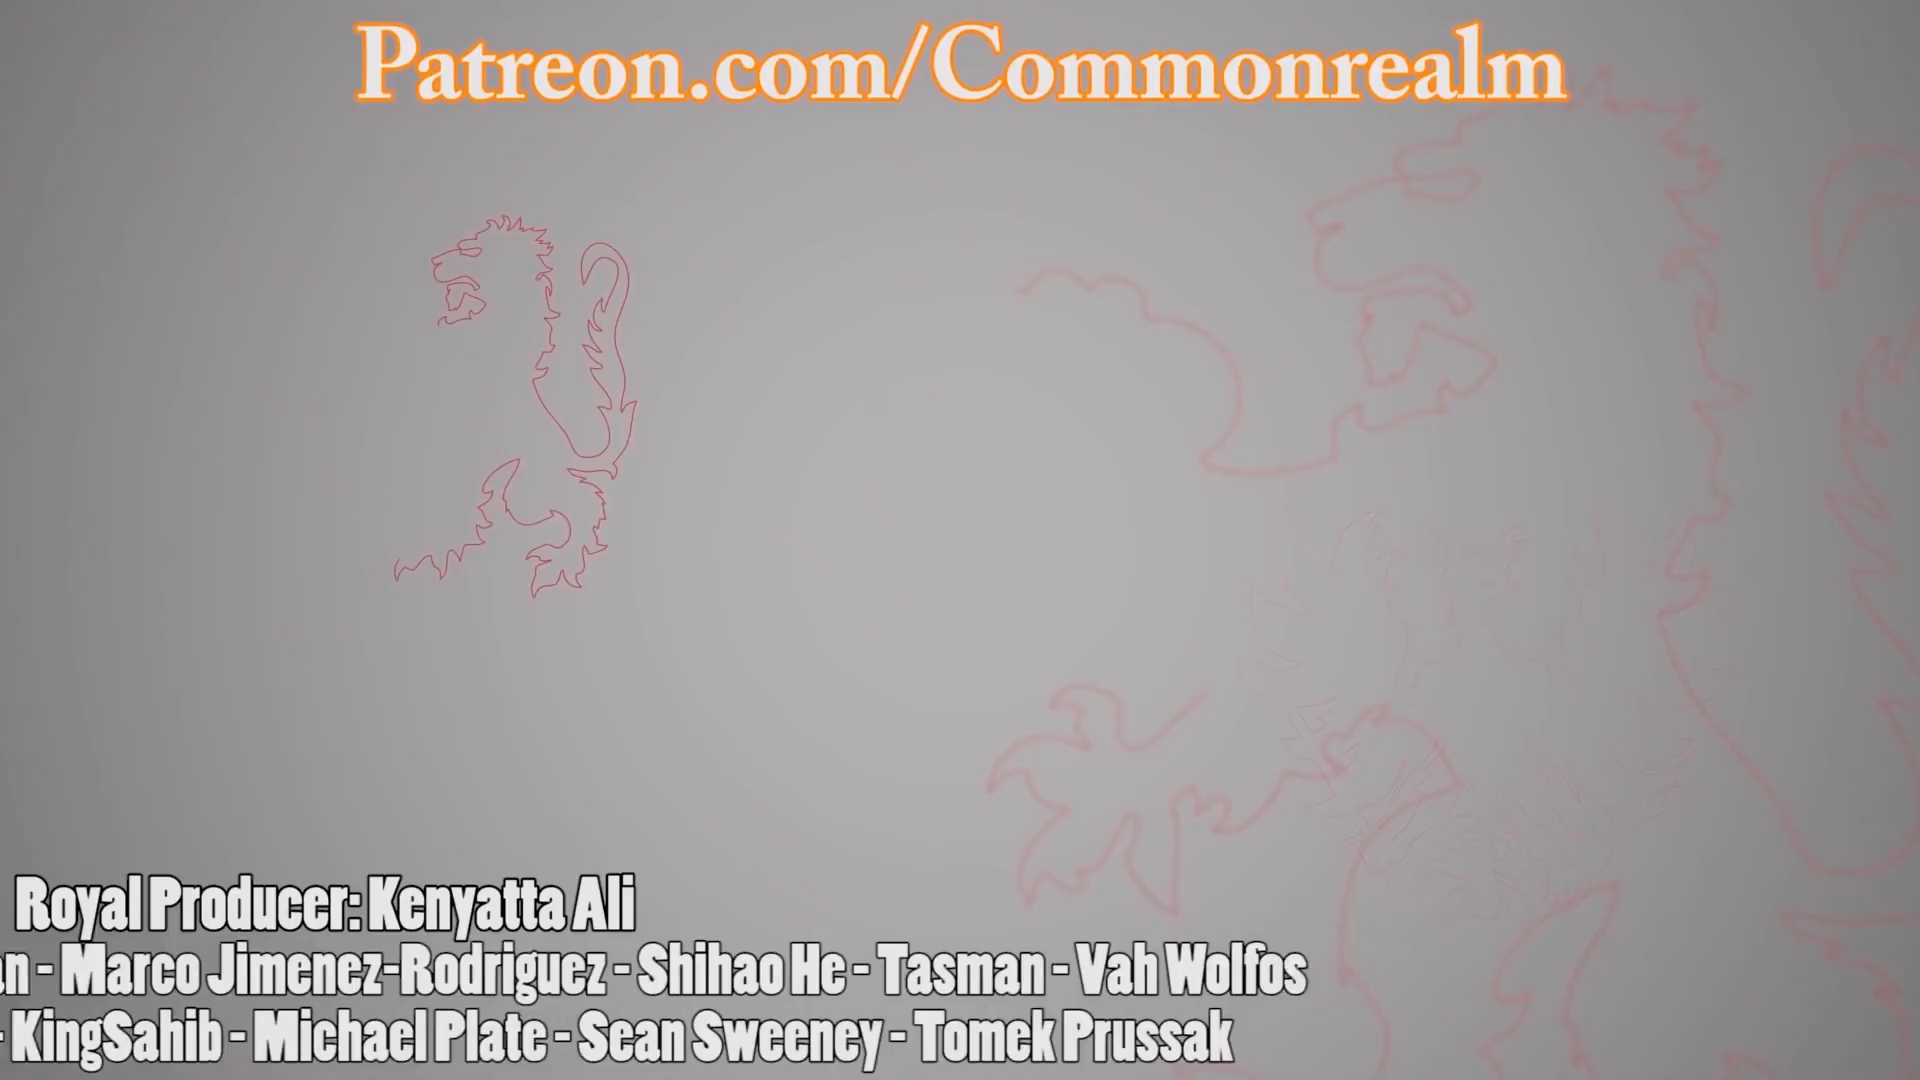 Patreon.com/Commonrealm
Royal Producer: Kenyatta Ali
n - Marco Jimenez-Rodriguez - Shihao He - Tasman - Vah Wolfos
- KingSahib - Michael Plate - Sean Sweeney - Tomek Prussak